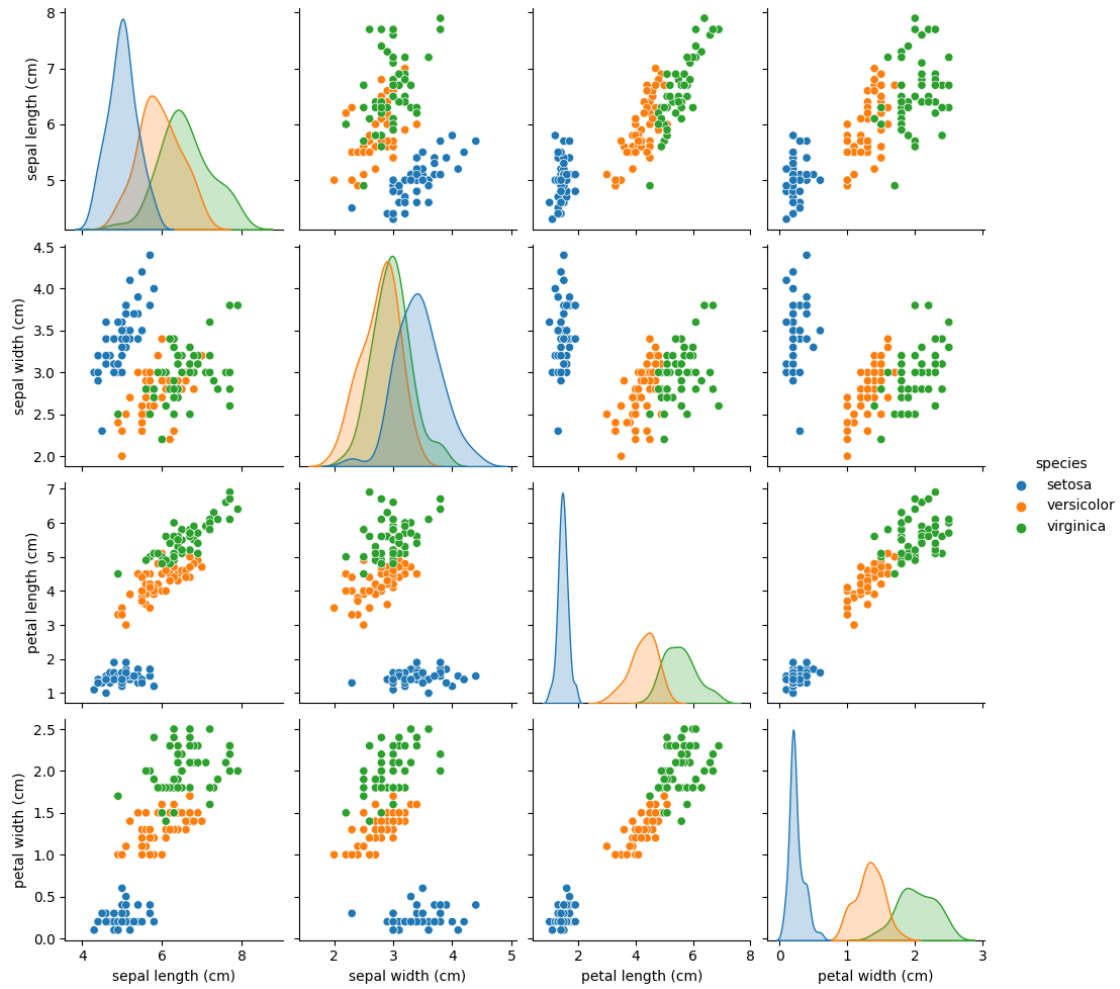 8
7
6
5
sepal length (cm)
4.5
4.0
3.5
3.0
2.5
2.0
sepal width (cm)
7
6
5
4
3
2
1
petal length (cm)
2.5
2.0
1.5
1.0
0.5
0.0
petal width (cm)
4 6 8
sepal length (cm)
2 3 4 5
sepal width (cm)
0 2 4 6 8
petal length (cm)
0 1 2 3
petal width (cm)
species
setosa
versicolor
virginica